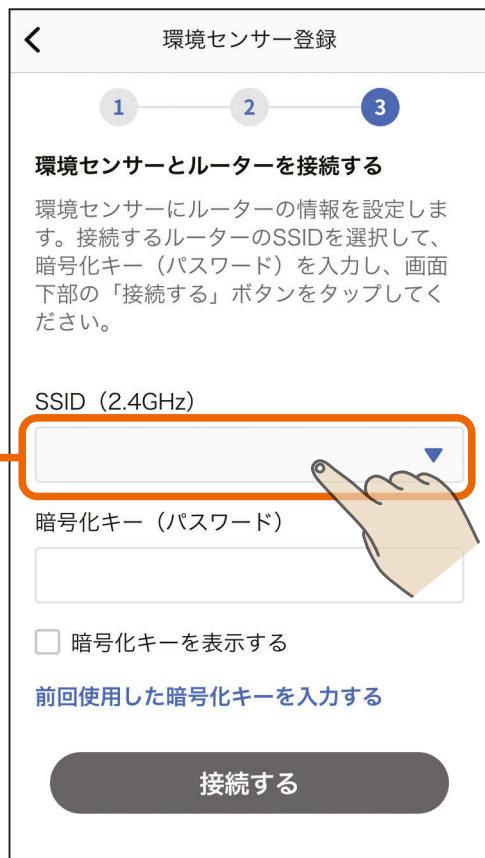 環境センサー登録
1 2 3
環境センサーとルーターを接続する
環境センサーにルーターの情報を設定しま
す。接続するルーターのSSIDを選択して、
暗号化キー（パスワード）を入力し、画面
下部の「接続する」ボタンをタップしてく
ださい。
SSID（2.4GHz）
暗号化キー（パスワード）
暗号化キーを表示する
前回使用した暗号化キーを入力する
接続する